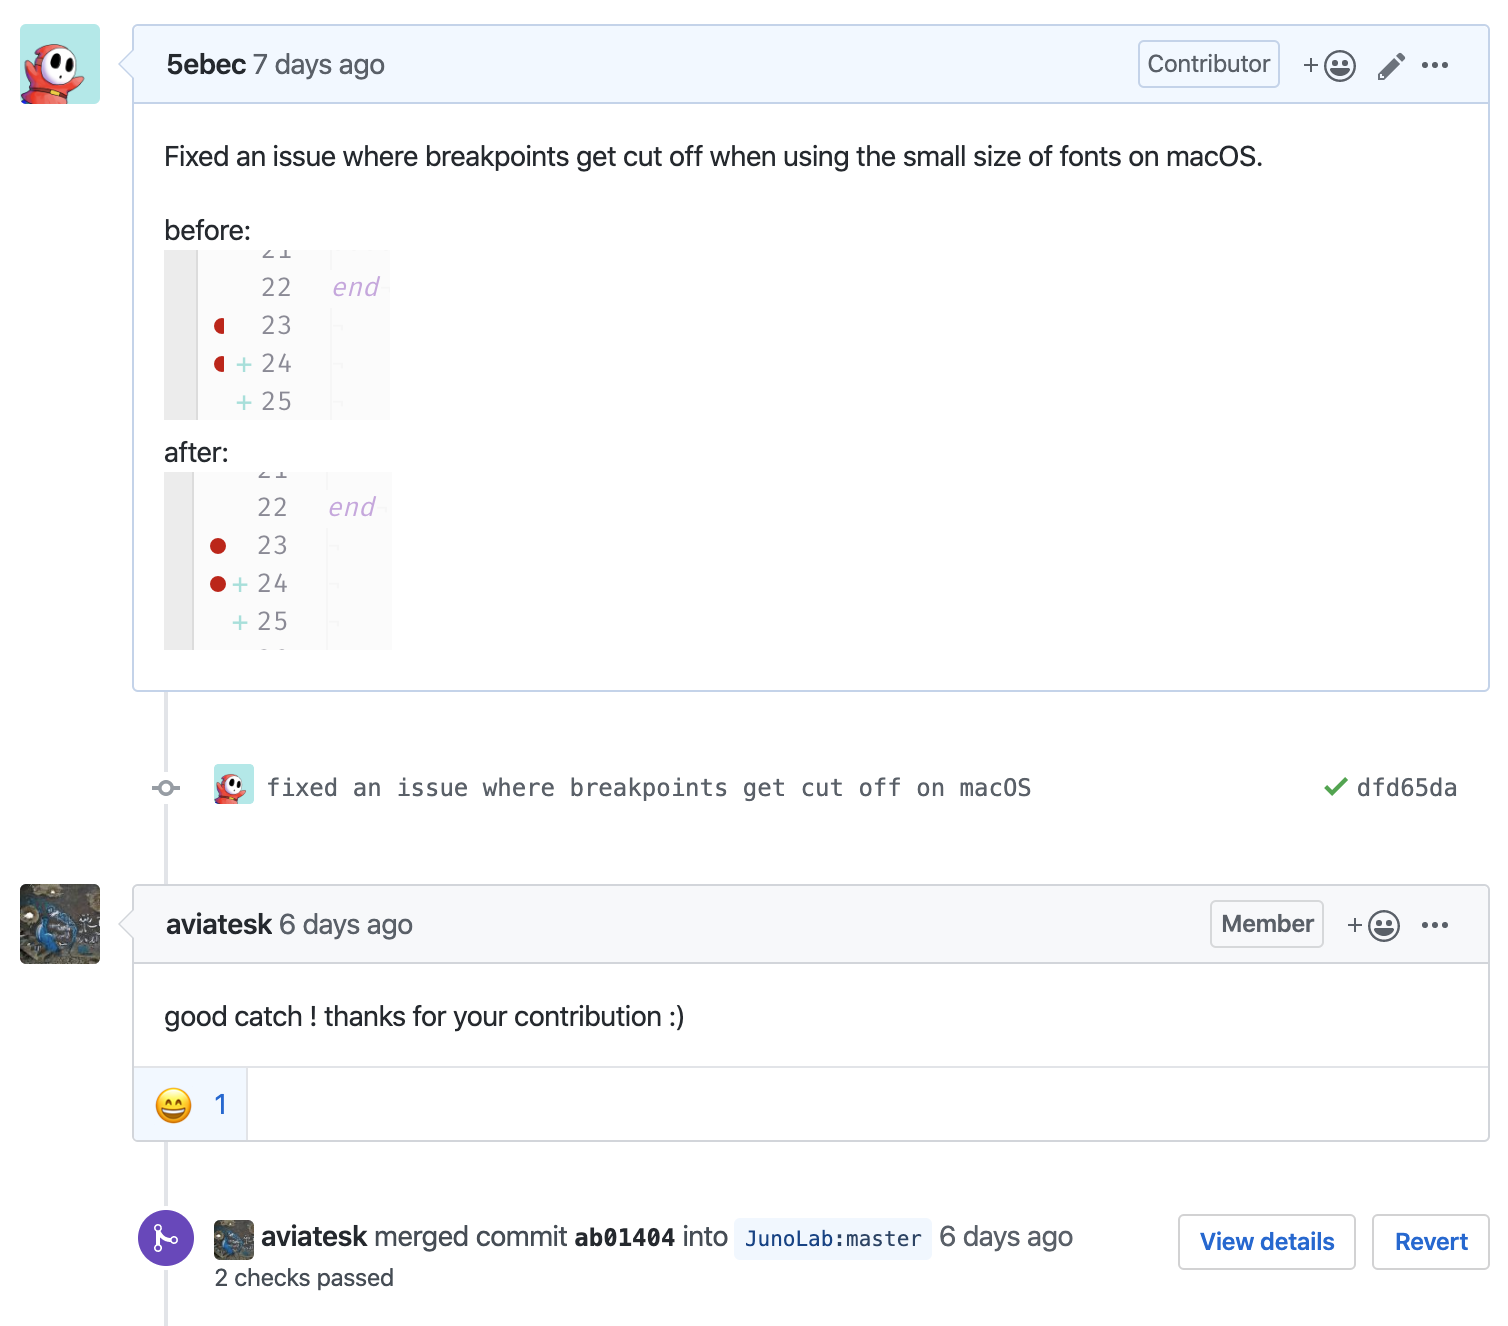 5ebec 7 days ago Contributor
Fixed an issue where breakpoints get cut off when using the small size of fonts on macOS.
before:
21
22 end
23
+ 24
+ 25
after:
21
22 end
23
+ 24
+ 25
fixed an issue where breakpoints get cut off on macOS dfd65da
aviatesk 6 days ago Member
good catch ! thanks for your contribution :)
😄 1
aviatesk merged commit ab01404 into JunoLab:master 6 days ago View details Revert
2 checks passed